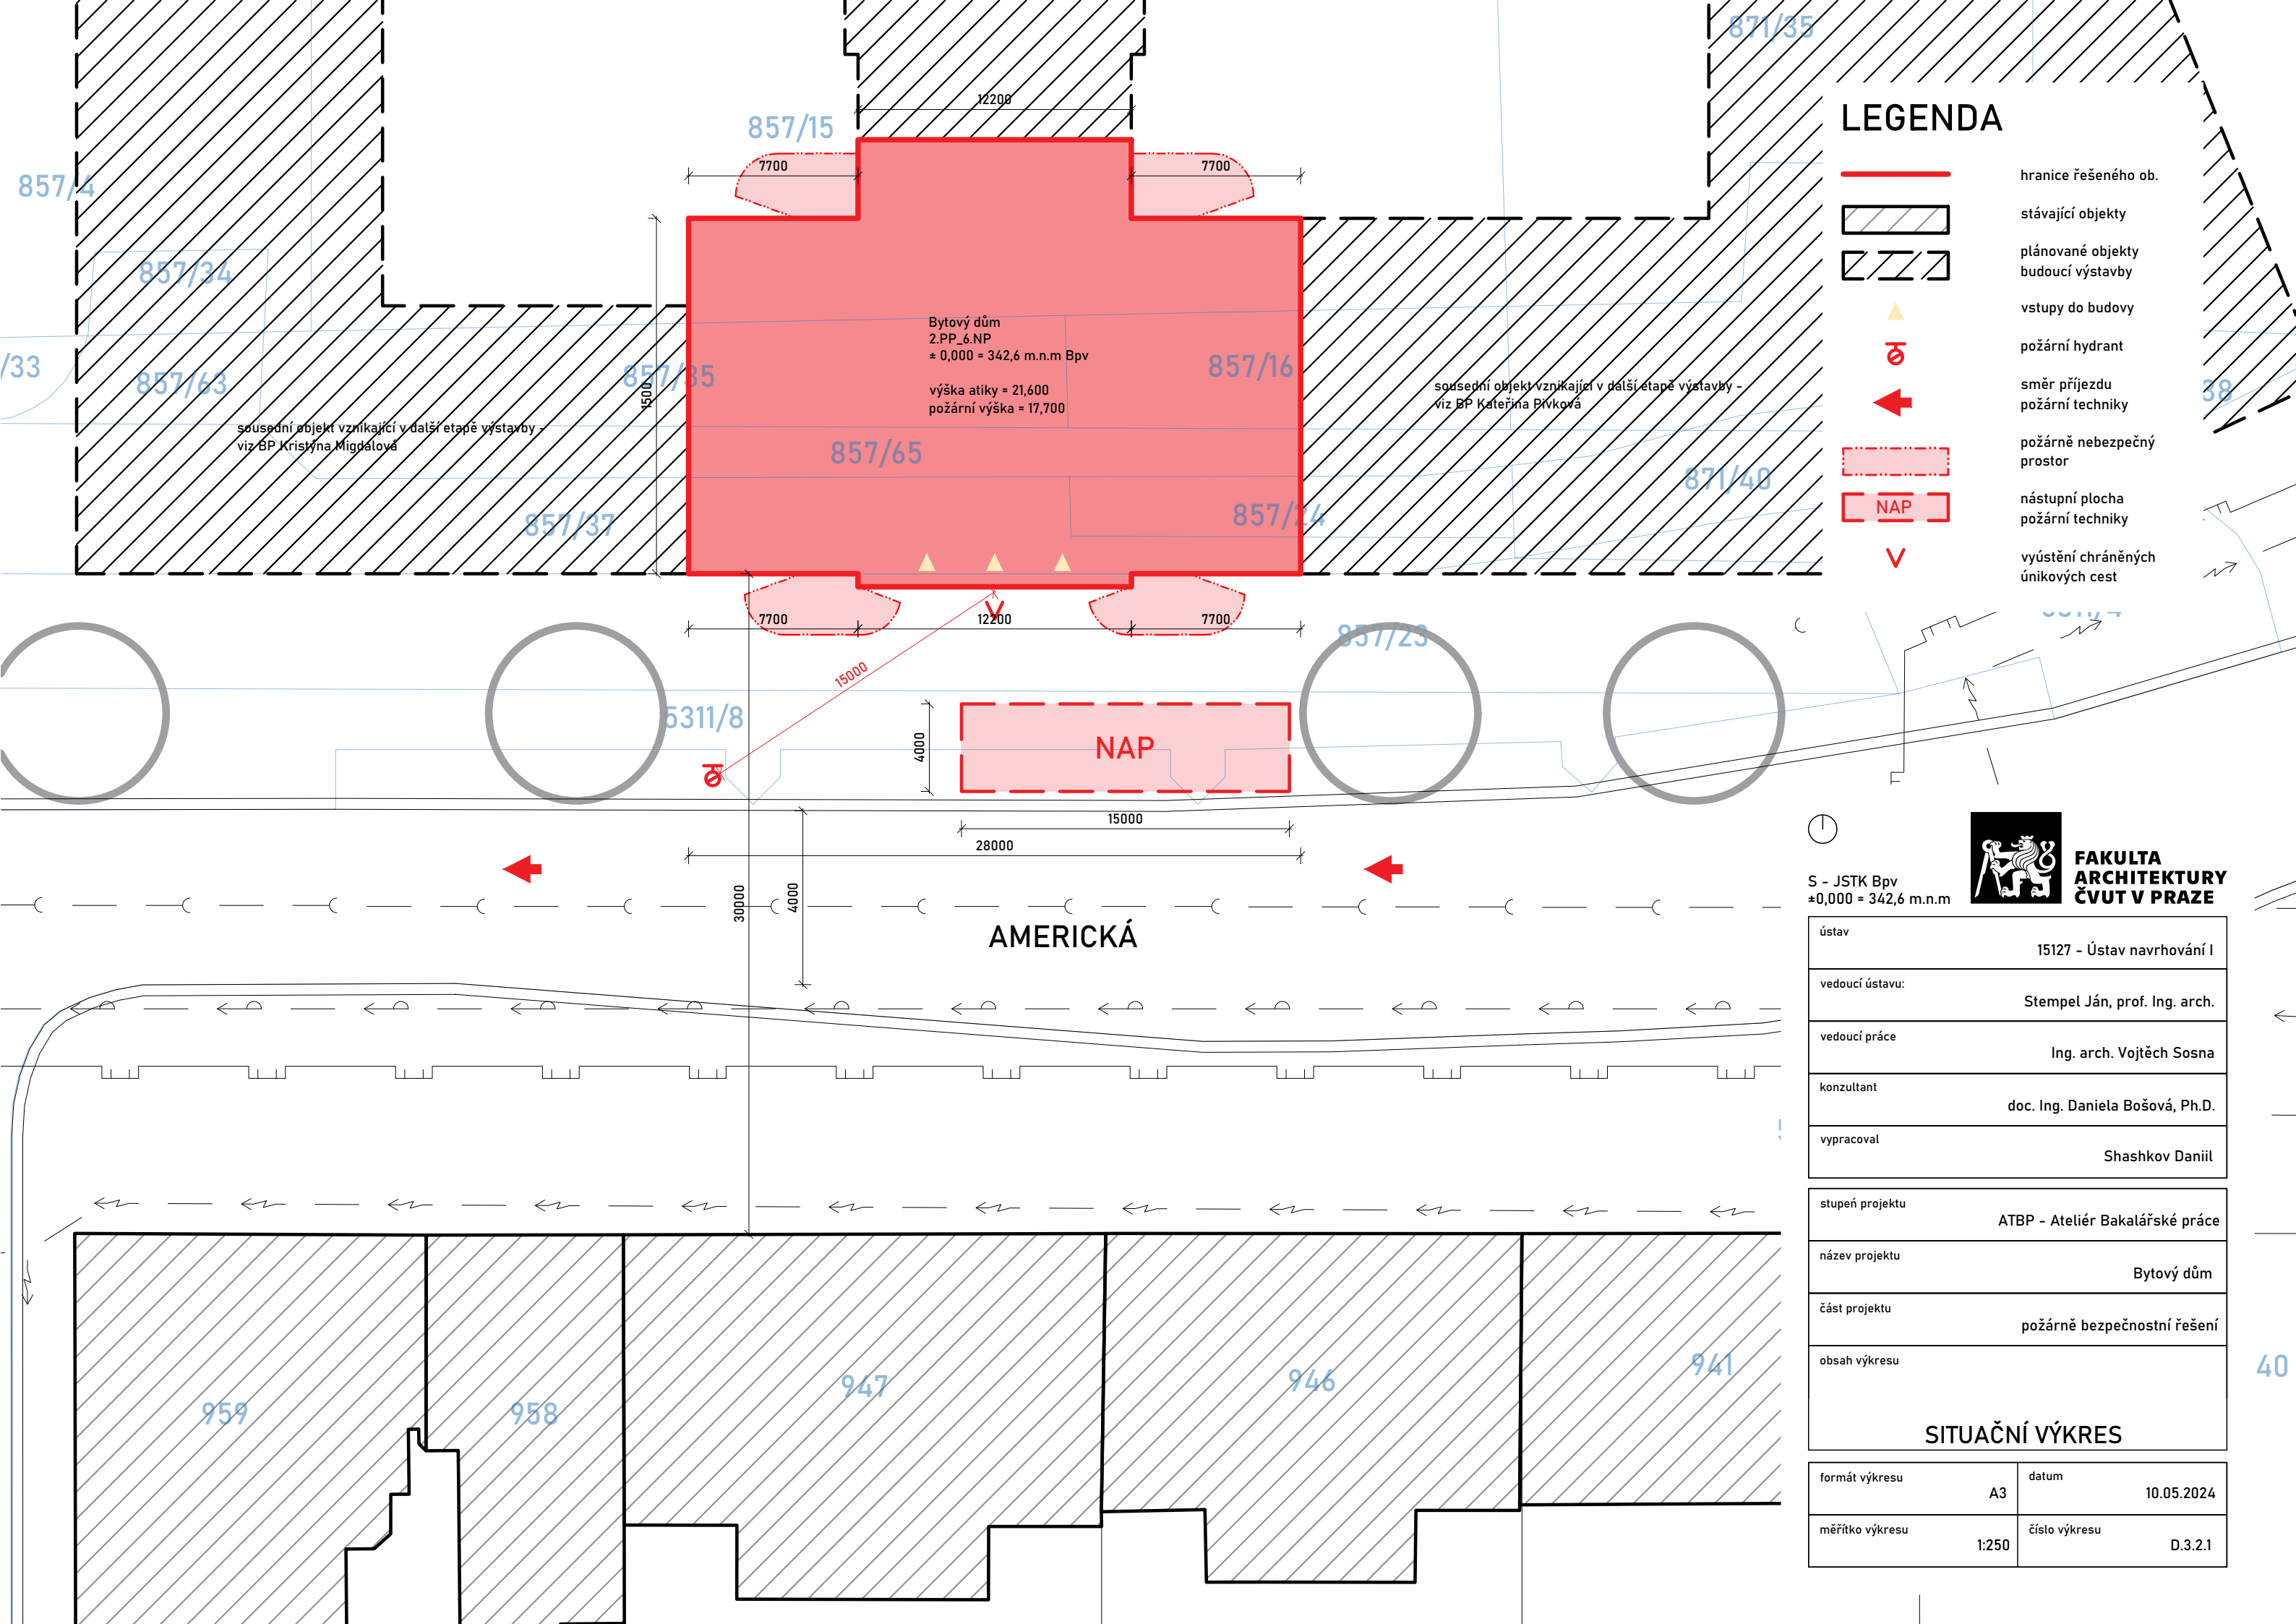 871/35
857/4
857/15
12200
7700
7700
LEGENDA
hranice řešeného ob.
stávající objekty
plánované objekty
budoucí výstavby
vstupy do budovy
požární hydrant
směr příjezdu
požární techniky
požárně nebezpečný
prostor
NAP
nástupní plocha
požární techniky
vyústění chráněných
únikových cest
857/34
/33
857/63
857/35
1500
Bytový dům
2.PP_6.NP
± 0,000 = 342,6 m.n.m Bpv
výška atiky = 21,600
požární výška = 17,700
857/16
sousední objekt vznikající v další etapě výstavby -
viz BP Kateřina Pivková
38
sousední objekt vznikající v další etapě výstavby -
viz BP Kristýna Migdalová
857/65
871/40
857/37
857/24
7700
12200
7700
857/23
15000
5311/8
4000
NAP
15000
28000
30000
4000
AMERICKÁ
S - JSTK Bpv
±0,000 = 342,6 m.n.m
FAKULTA
ARCHITEKTURY
ČVUT V PRAZE
ústav
15127 - Ústav navrhování I
vedoucí ústavu:
Stempel Ján, prof. Ing. arch.
vedoucí práce
Ing. arch. Vojtěch Sosna
konzultant
doc. Ing. Daniela Bošová, Ph.D.
vypracoval
Shashkov Daniil
stupeň projektu
ATBP - Ateliér Bakalářské práce
název projektu
Bytový dům
část projektu
požárně bezpečnostní řešení
obsah výkresu
SITUAČNÍ VÝKRES
formát výkresu
A3
datum
10.05.2024
měřítko výkresu
1:250
číslo výkresu
D.3.2.1
959
958
947
946
941
40